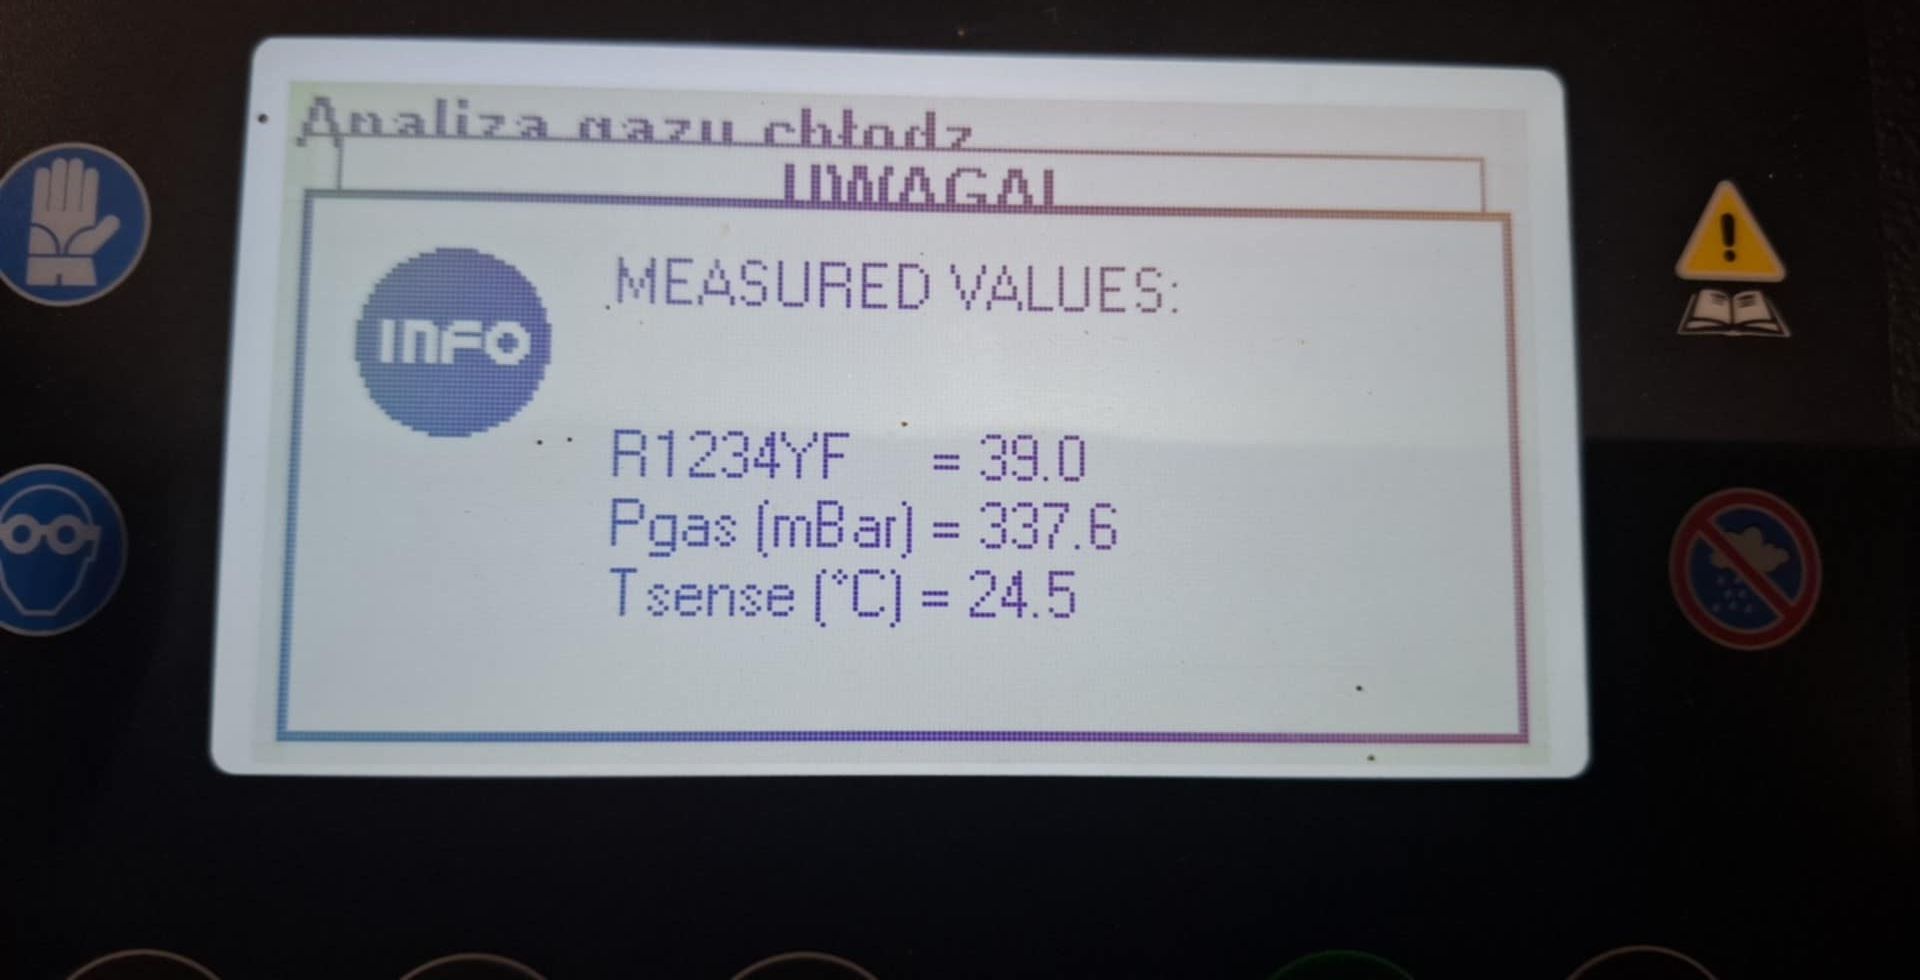 Analiza gazu chłodz
UWAGA!
INFO
MEASURED VALUES:
R1234YF = 39.0
Pgas (mBar) = 337.6
Tsense (°C) = 24.5